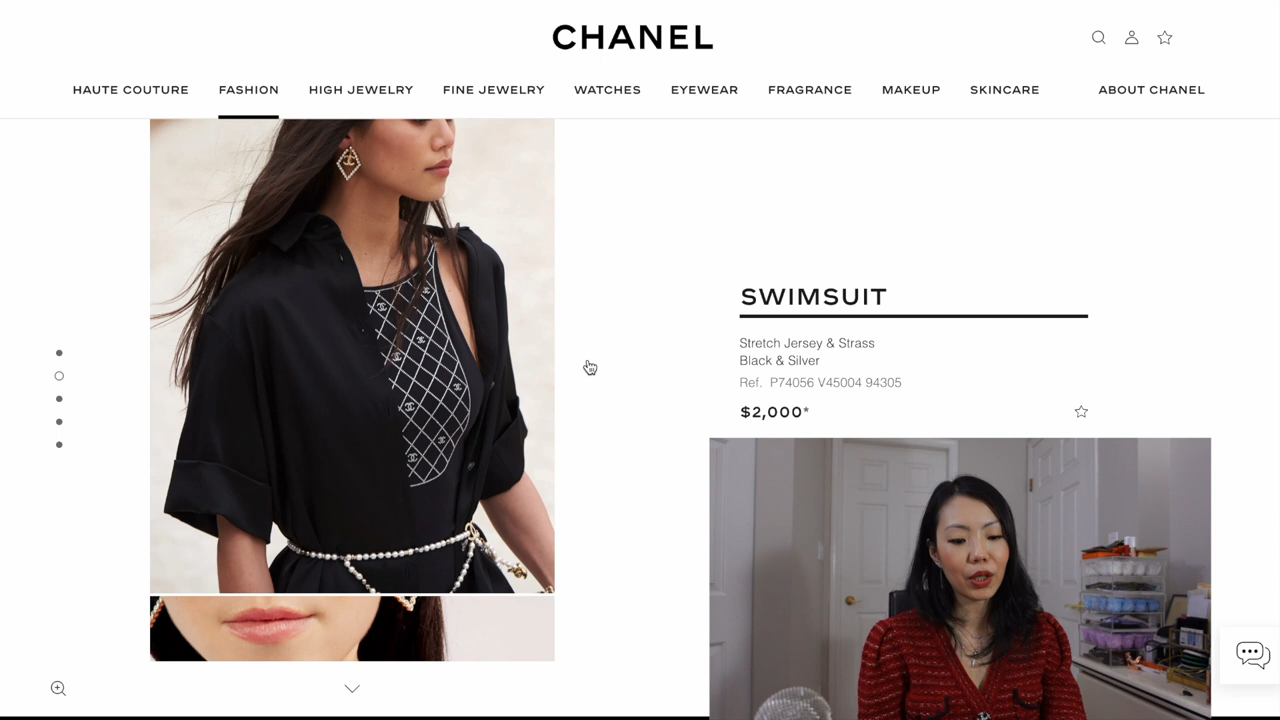 CHANEL
HAUTE COUTURE FASHION HIGH JEWELRY FINE JEWELRY WATCHES EYEWEAR FRAGRANCE MAKEUP SKINCARE ABOUT CHANEL
SWIMSUIT
Stretch Jersey & Strass
Black & Silver
Ref. P74056 V45004 94305
$2,000*